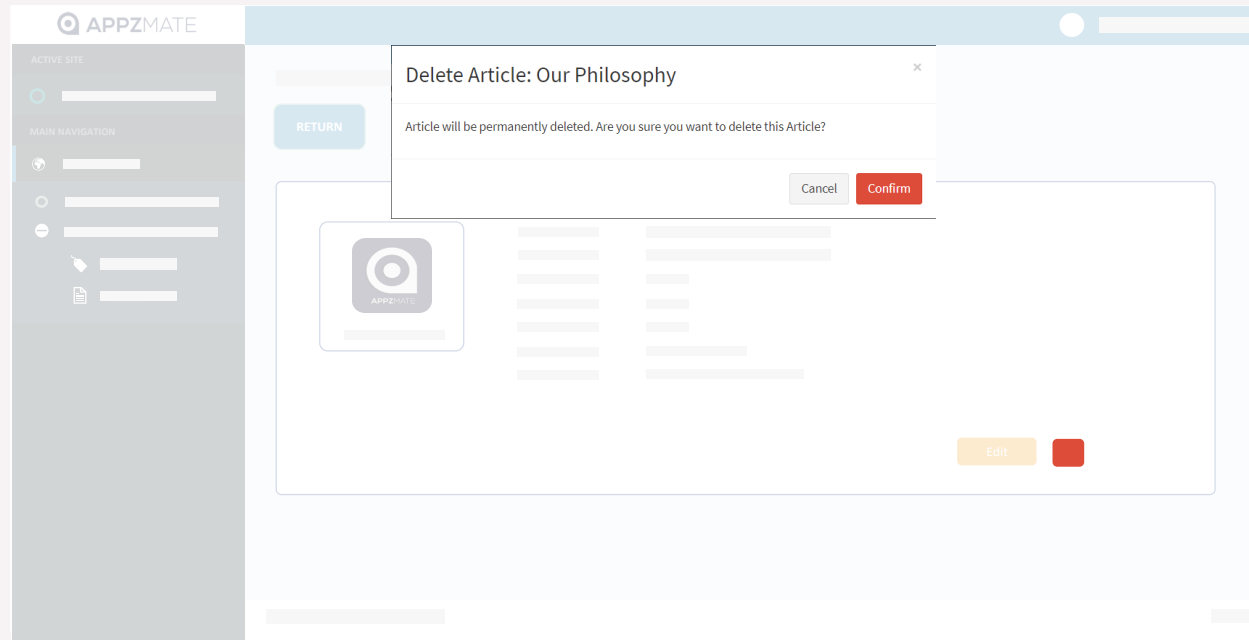 APPZMATE
ACTIVE SITE
MAIN NAVIGATION
Delete Article: Our Philosophy
×
RETURN
Article will be permanently deleted. Are you sure you want to delete this Article?
Cancel
Confirm
APPZMATE
Edit